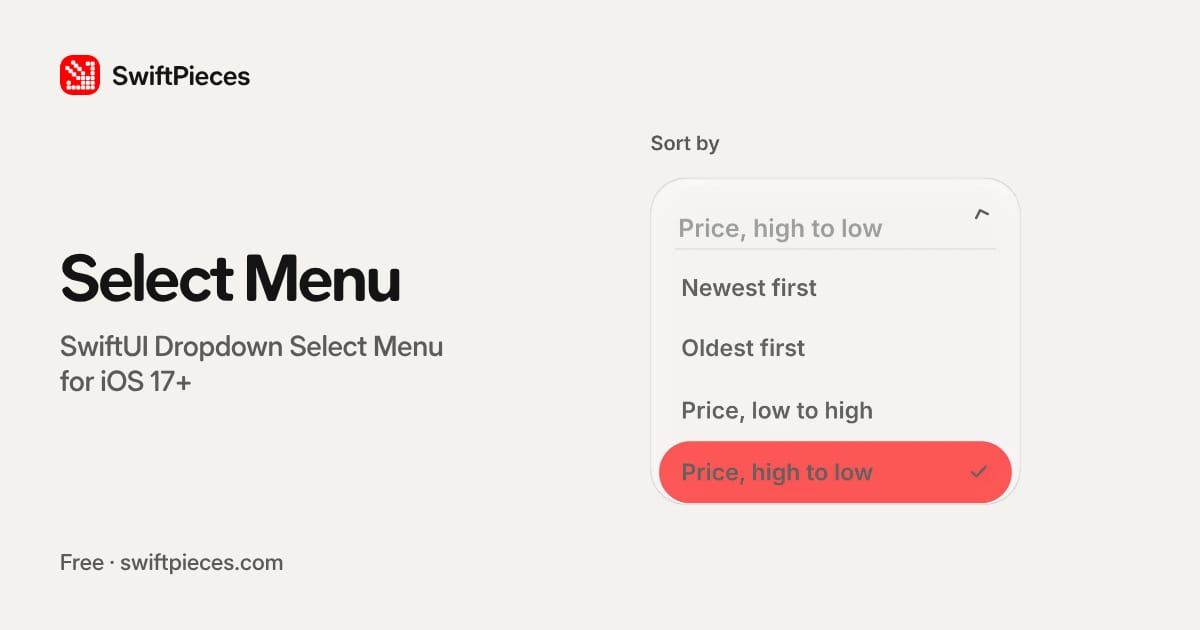 SwiftPieces
Select Menu
SwiftUI Dropdown Select Menu
for iOS 17+
Free · swiftpieces.com
Sort by
Price, high to low
Newest first
Oldest first
Price, low to high
Price, high to low